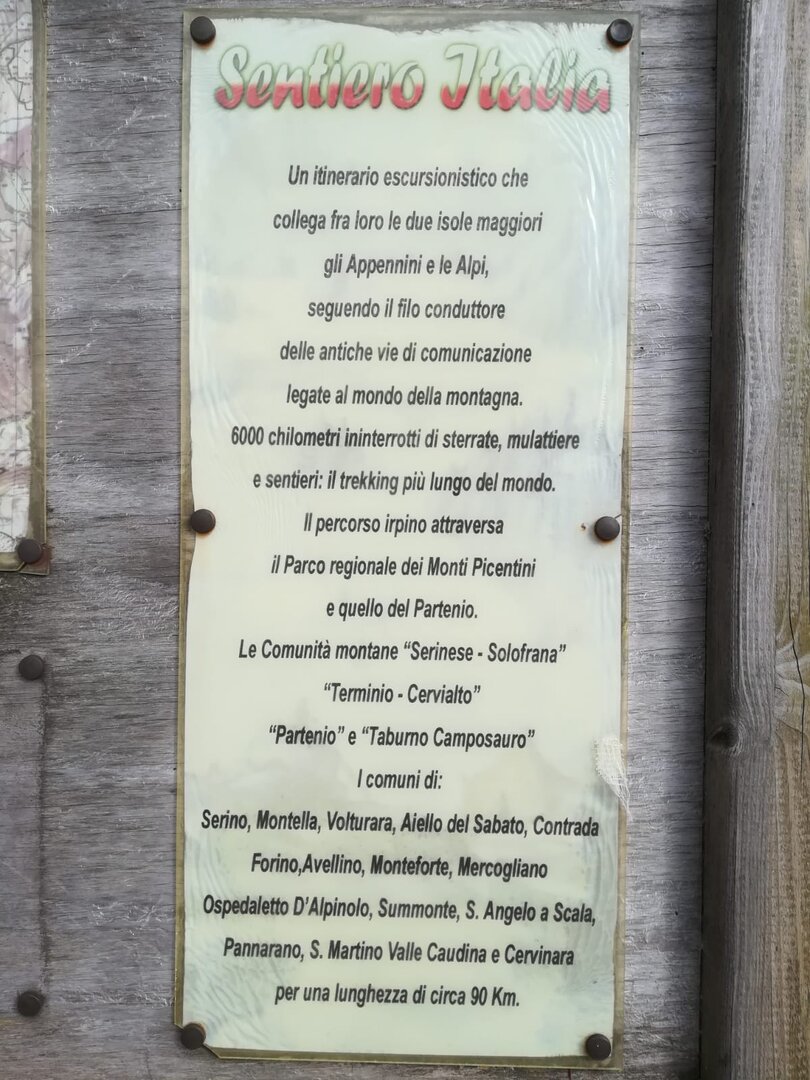 Sentiero Italia
Un itinerario escursionistico che
collega fra loro le due isole maggiori
gli Appennini e le Alpi,
seguendo il filo conduttore
delle antiche vie di comunicazione
legate al mondo della montagna.
6000 chilometri ininterrotti di sterrate, mulattiere
e sentieri: il trekking più lungo del mondo.
Il percorso irpino attraversa
il Parco regionale dei Monti Picentini
e quello del Partenio.
Le Comunità montane “Serinese - Solofrana”
“Terminio - Cervialto”
“Partenio” e “Taburno Camposauro”
I comuni di:
Serino, Montella, Volturara, Aiello del Sabato, Contrada
Forino,Avellino, Monteforte, Mercogliano
Ospedaletto D’Alpinolo, Summonte, S. Angelo a Scala,
Pannarano, S. Martino Valle Caudina e Cervinara
per una lunghezza di circa 90 Km.